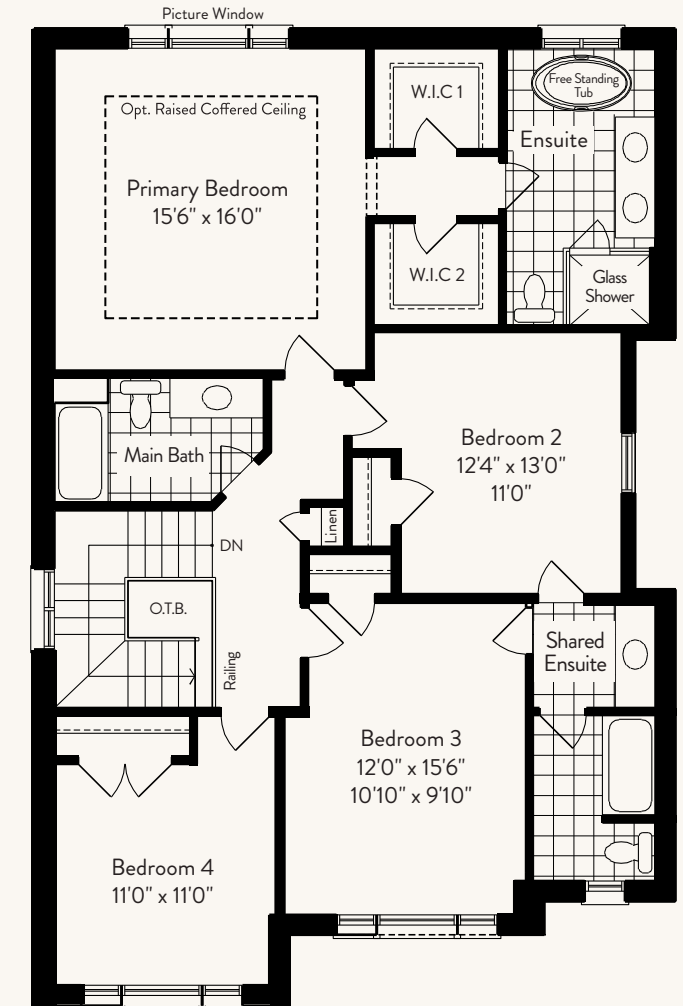 Picture Window
W.I.C 1
Free Standing
Tub
Opt. Raised Coffered Ceiling
Ensuite
Primary Bedroom
15'6" x 16'0"
W.I.C 2
Glass
Shower
Main Bath
Bedroom 2
12'4" x 13'0"
11'0"
Linen
DN
O.T.B.
Railing
Shared
Ensuite
Bedroom 3
12'0" x 15'6"
10'10" x 9'10"
Bedroom 4
11'0" x 11'0"